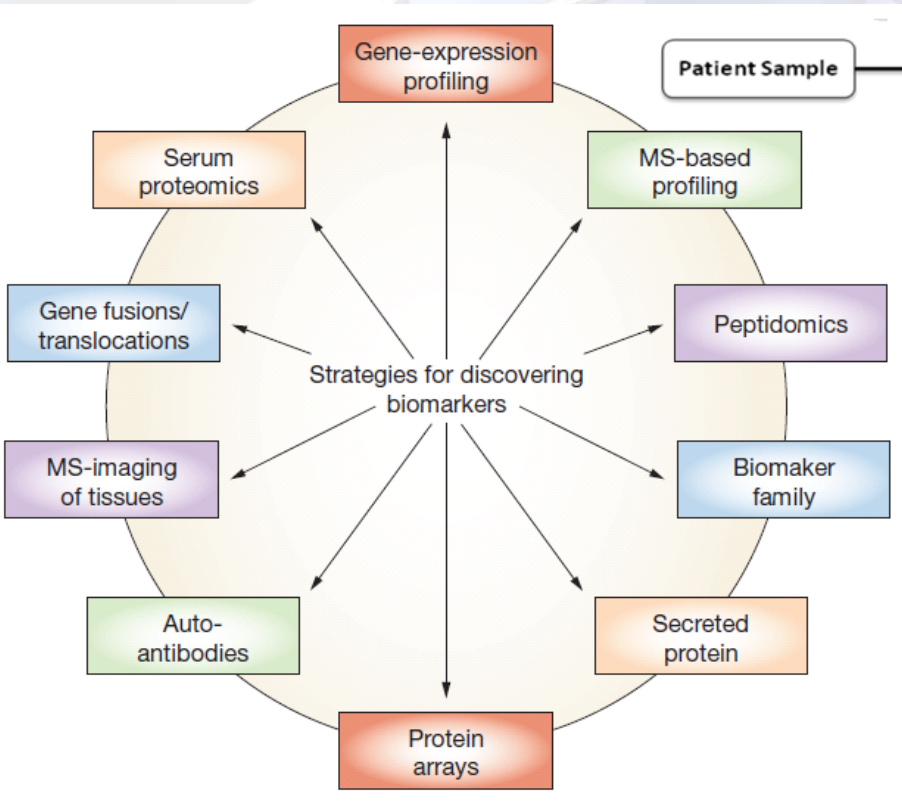 Gene-expression
profiling
Patient Sample
Serum
proteomics
MS-based
profiling
Gene fusions/
translocations
Peptidomics
Strategies for discovering
biomarkers
MS-imaging
of tissues
Biomaker
family
Auto-
antibodies
Secreted
protein
Protein
arrays